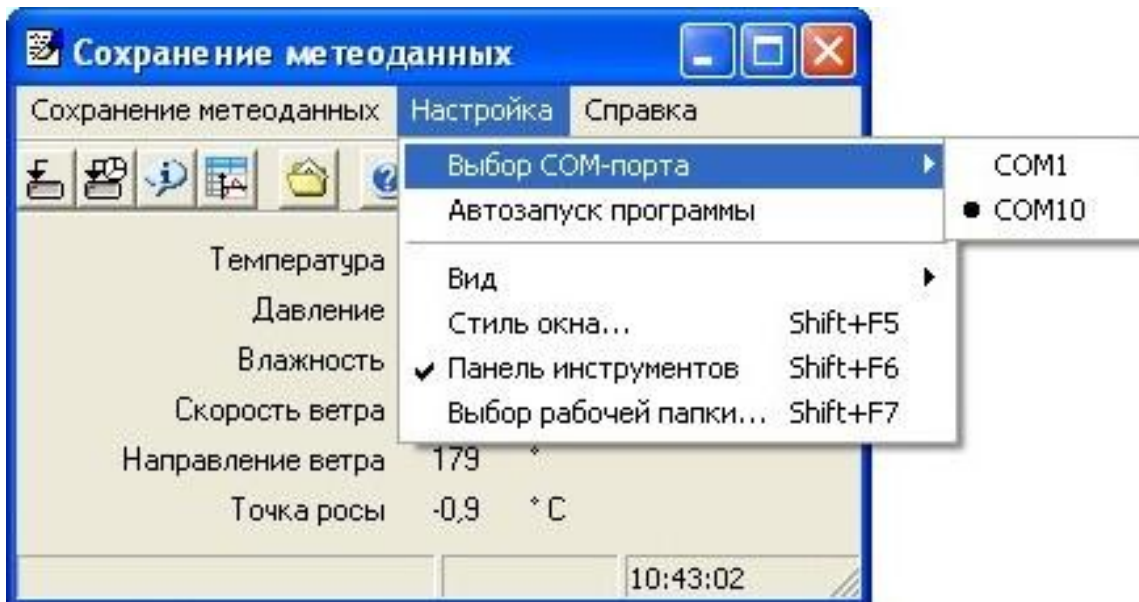 Сохранение метеоданных
Сохранение метеоданных Настройка Справка
Выбор COM-порта
COM1
Автозапуск программы
COM10
Температура
Вид
Давление
Стиль окна... Shift+F5
Влажность
Панель инструментов Shift+F6
Скорость ветра
Выбор рабочей папки... Shift+F7
Направление ветра 179 °
Точка росы -0,9 °C
10:43:02